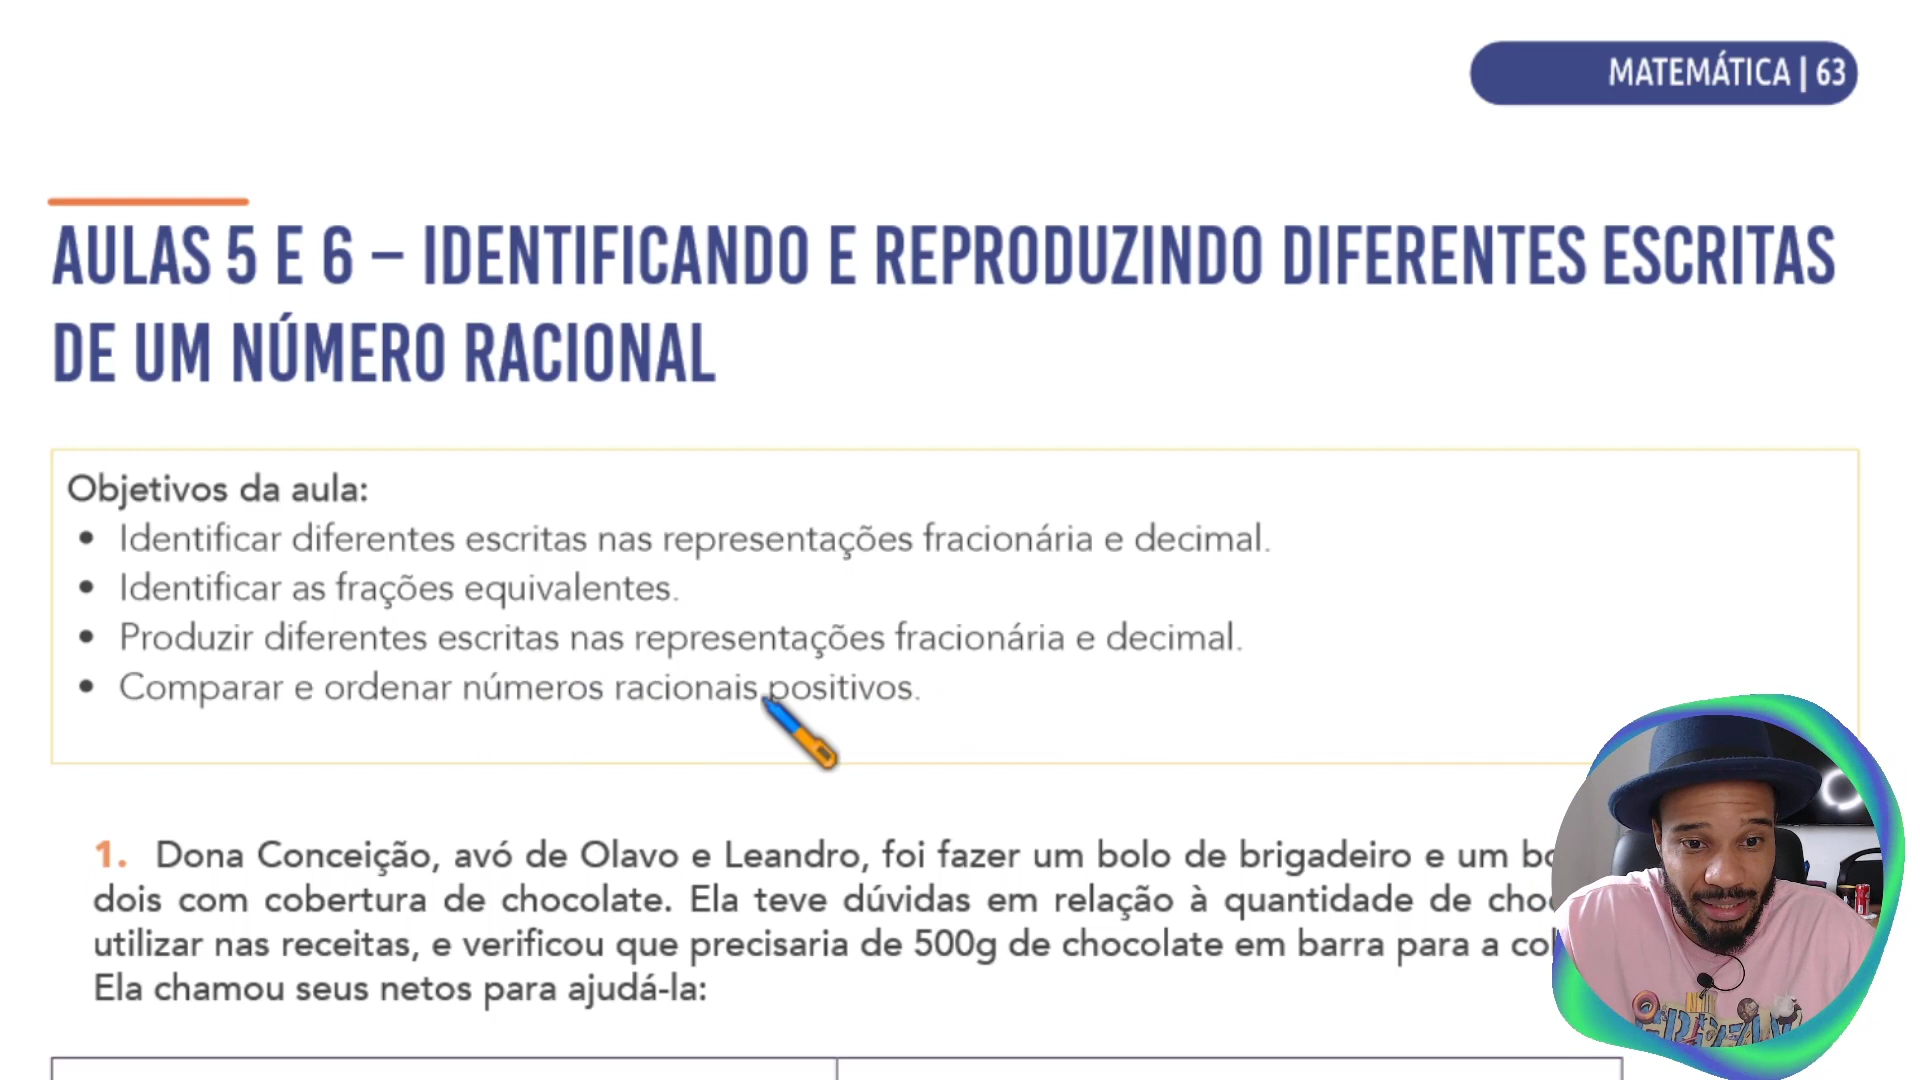 MATEMÁTICA | 63
AULAS 5 E 6 – IDENTIFICANDO E REPRODUZINDO DIFERENTES ESCRITAS
DE UM NÚMERO RACIONAL
Objetivos da aula:
• Identificar diferentes escritas nas representações fracionária e decimal.
• Identificar as frações equivalentes.
• Produzir diferentes escritas nas representações fracionária e decimal.
• Comparar e ordenar números racionais positivos.
1. Dona Conceição, avó de Olavo e Leandro, foi fazer um bolo de brigadeiro e um
dois com cobertura de chocolate. Ela teve dúvidas em relação à quantidade de
utilizar nas receitas, e verificou que precisaria de 500g de chocolate em barra para a
Ela chamou seus netos para ajudá-la: